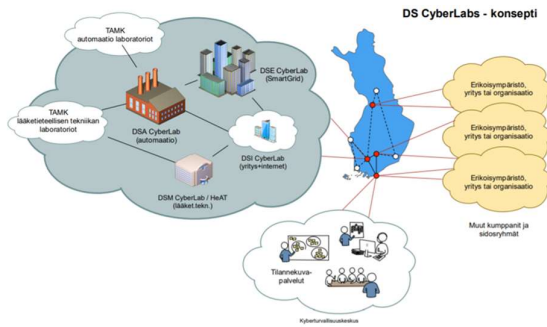 DS CyberLabs - konsepti
TAMK
automaatio laboratoriot
DSE CyberLab
(SmartGrid)
TAMK
lääketieteellisen tekniikan
laboratoriot
DSA CyberLab
(automaatio)
DSI CyberLab
(yritys+internet)
DSM CyberLab / HeAT
(lääket.tekn.)
Erikoisympäristö,
yritys tai organisaatio
Erikoisympäristö,
yritys tai organisaatio
Erikoisympäristö,
yritys tai organisaatio
Muut kumppanit ja
sidosryhmät
Tilannekuva-
palvelut
Kyberturvallisuuskeskus